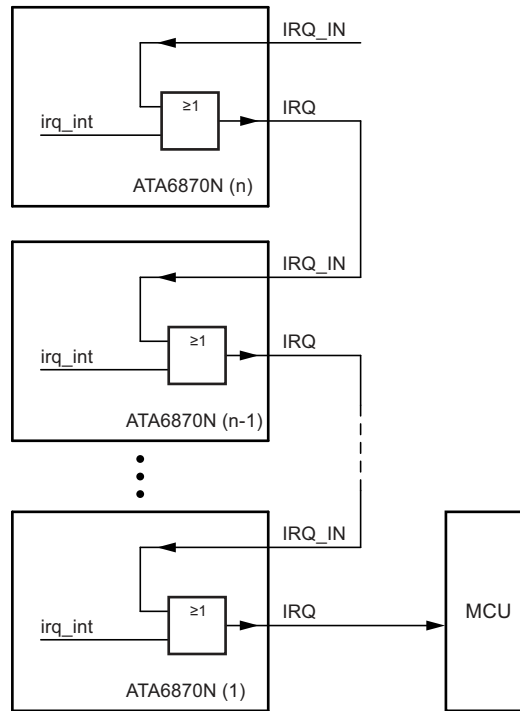 IRQ_IN
≥1
irq_int
IRQ
ATA6870N (n)
IRQ_IN
≥1
irq_int
IRQ
ATA6870N (n-1)
IRQ_IN
≥1
irq_int
IRQ
MCU
ATA6870N (1)